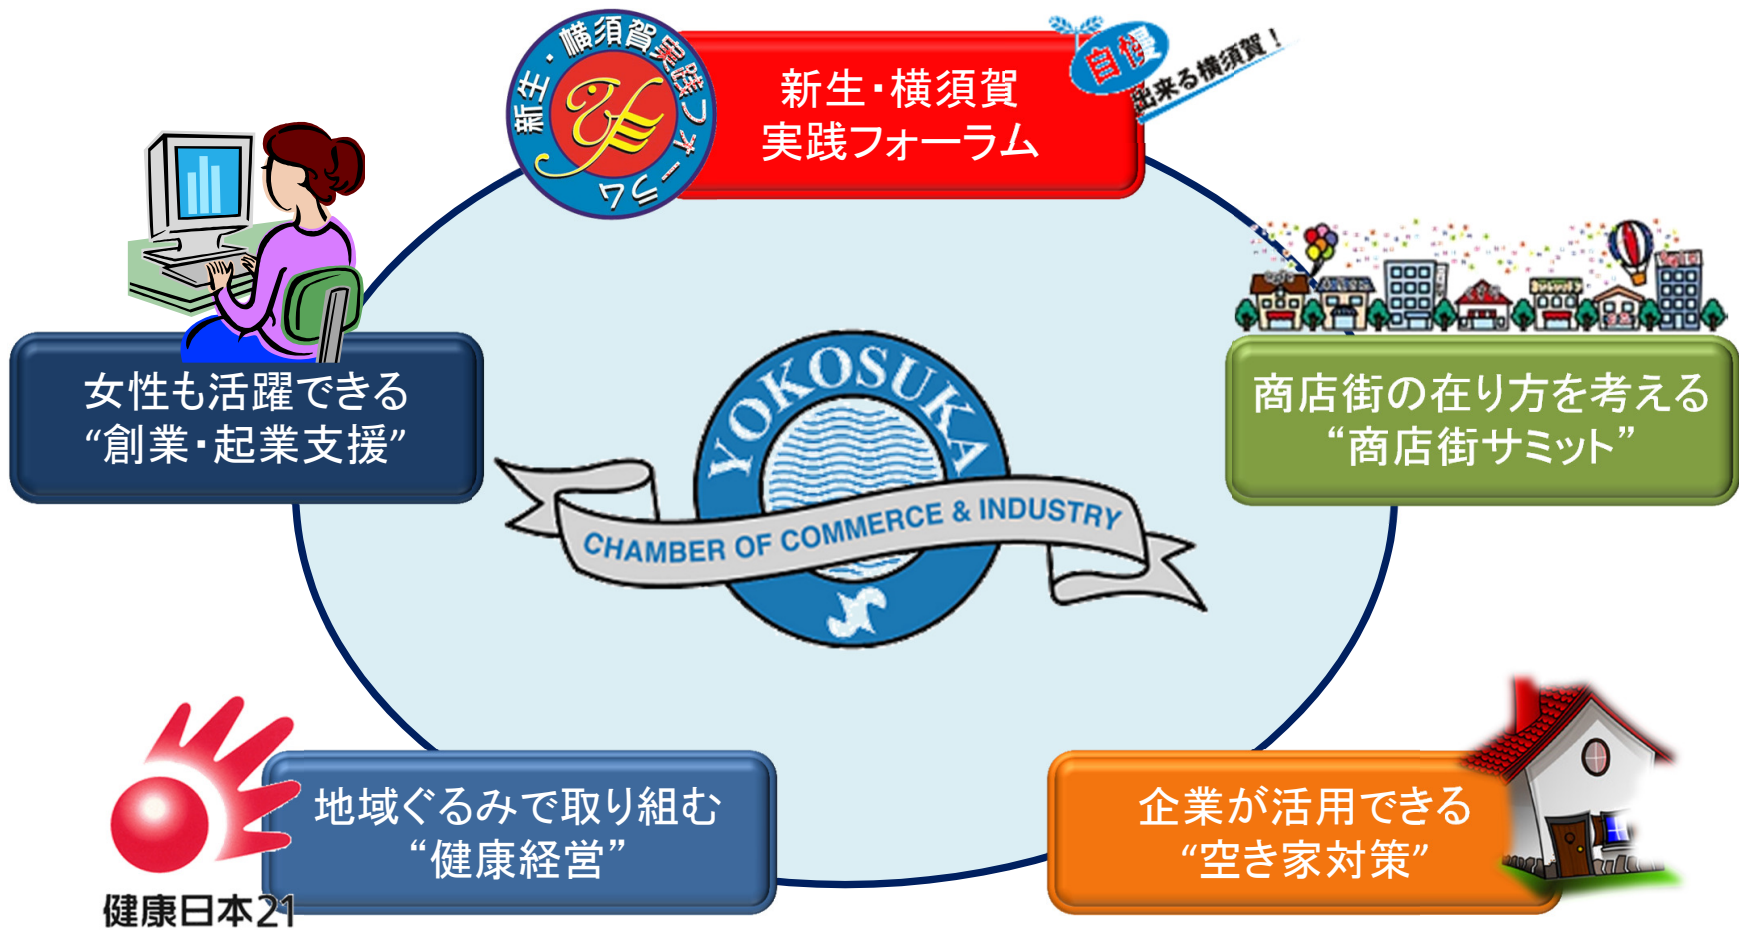 新生・横須賀実践フォーラム
新生・横須賀
実践フォーラム
自慢
出来る横須賀！
女性も活躍できる
“創業・起業支援”
商店街の在り方を考える
“商店街サミット”
YOKOSUKA
CHAMBER OF COMMERCE & INDUSTRY
地域ぐるみで取り組む
“健康経営”
健康日本21
企業が活用できる
“空き家対策”